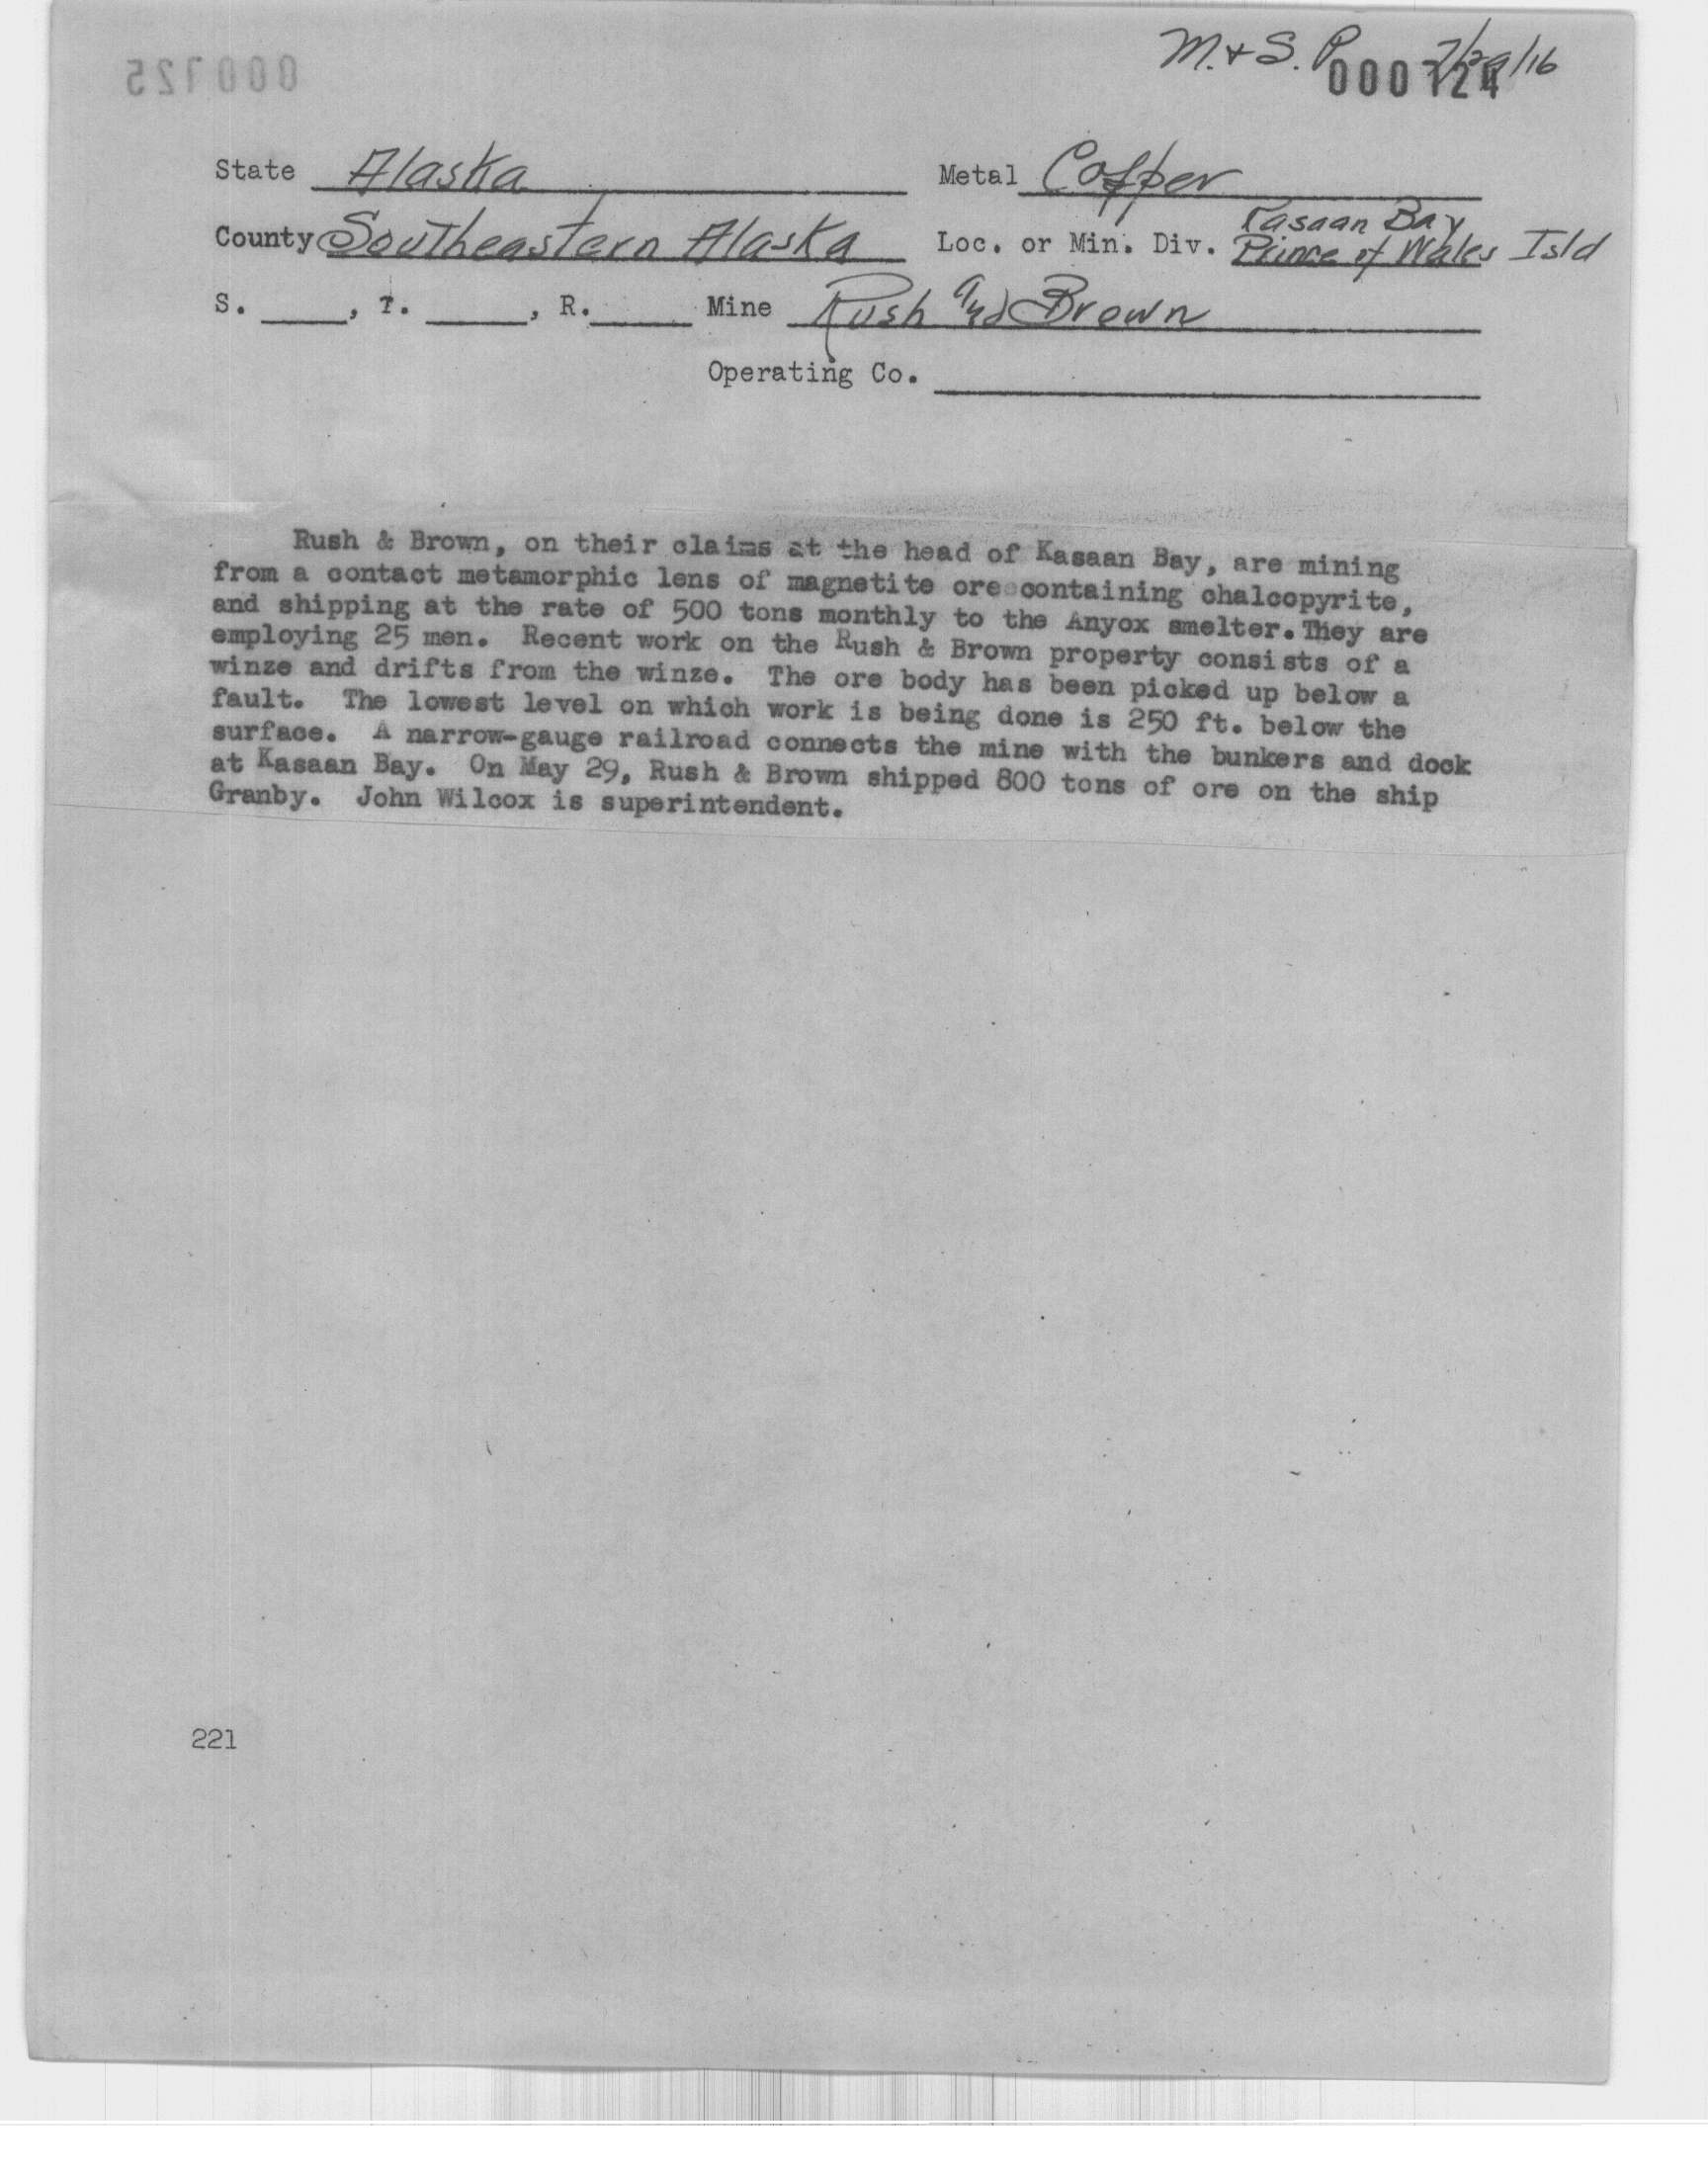 M. & S. P. 7/29/16
000724
000725
State Alaska Metal Copper
County Southeastern Alaska Loc. or Min. Div. Kasaan Bay
Prince of Wales Isld
S. ____, T. ____, R. ____ Mine Rush and Brown
Operating Co. ____
Rush & Brown, on their claims at the head of Kasaan Bay, are mining
from a contact metamorphic lens of magnetite ore containing chalcopyrite,
and shipping at the rate of 500 tons monthly to the Anyox smelter. They are
employing 25 men. Recent work on the Rush & Brown property consists of a
winze and drifts from the winze. The ore body has been picked up below a
fault. The lowest level on which work is being done is 250 ft. below the
surface. A narrow-gauge railroad connects the mine with the bunkers and dock
at Kasaan Bay. On May 29, Rush & Brown shipped 800 tons of ore on the ship
Granby. John Wilcox is superintendent.
221